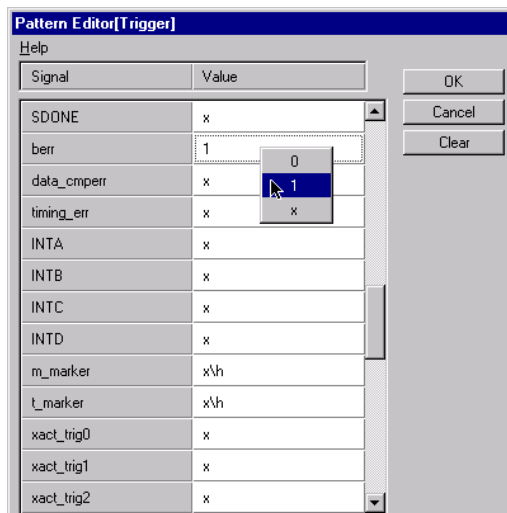 Pattern Editor[Trigger]
Help
Signal Value
OK
Cancel
Clear
SDONE x
berr 1
0
1
x
data_cmperr x
timing_err x
INTA x
INTB x
INTC x
INTD x
m_marker x\h
t_marker x\h
xact_trig0 x
xact_trig1 x
xact_trig2 x